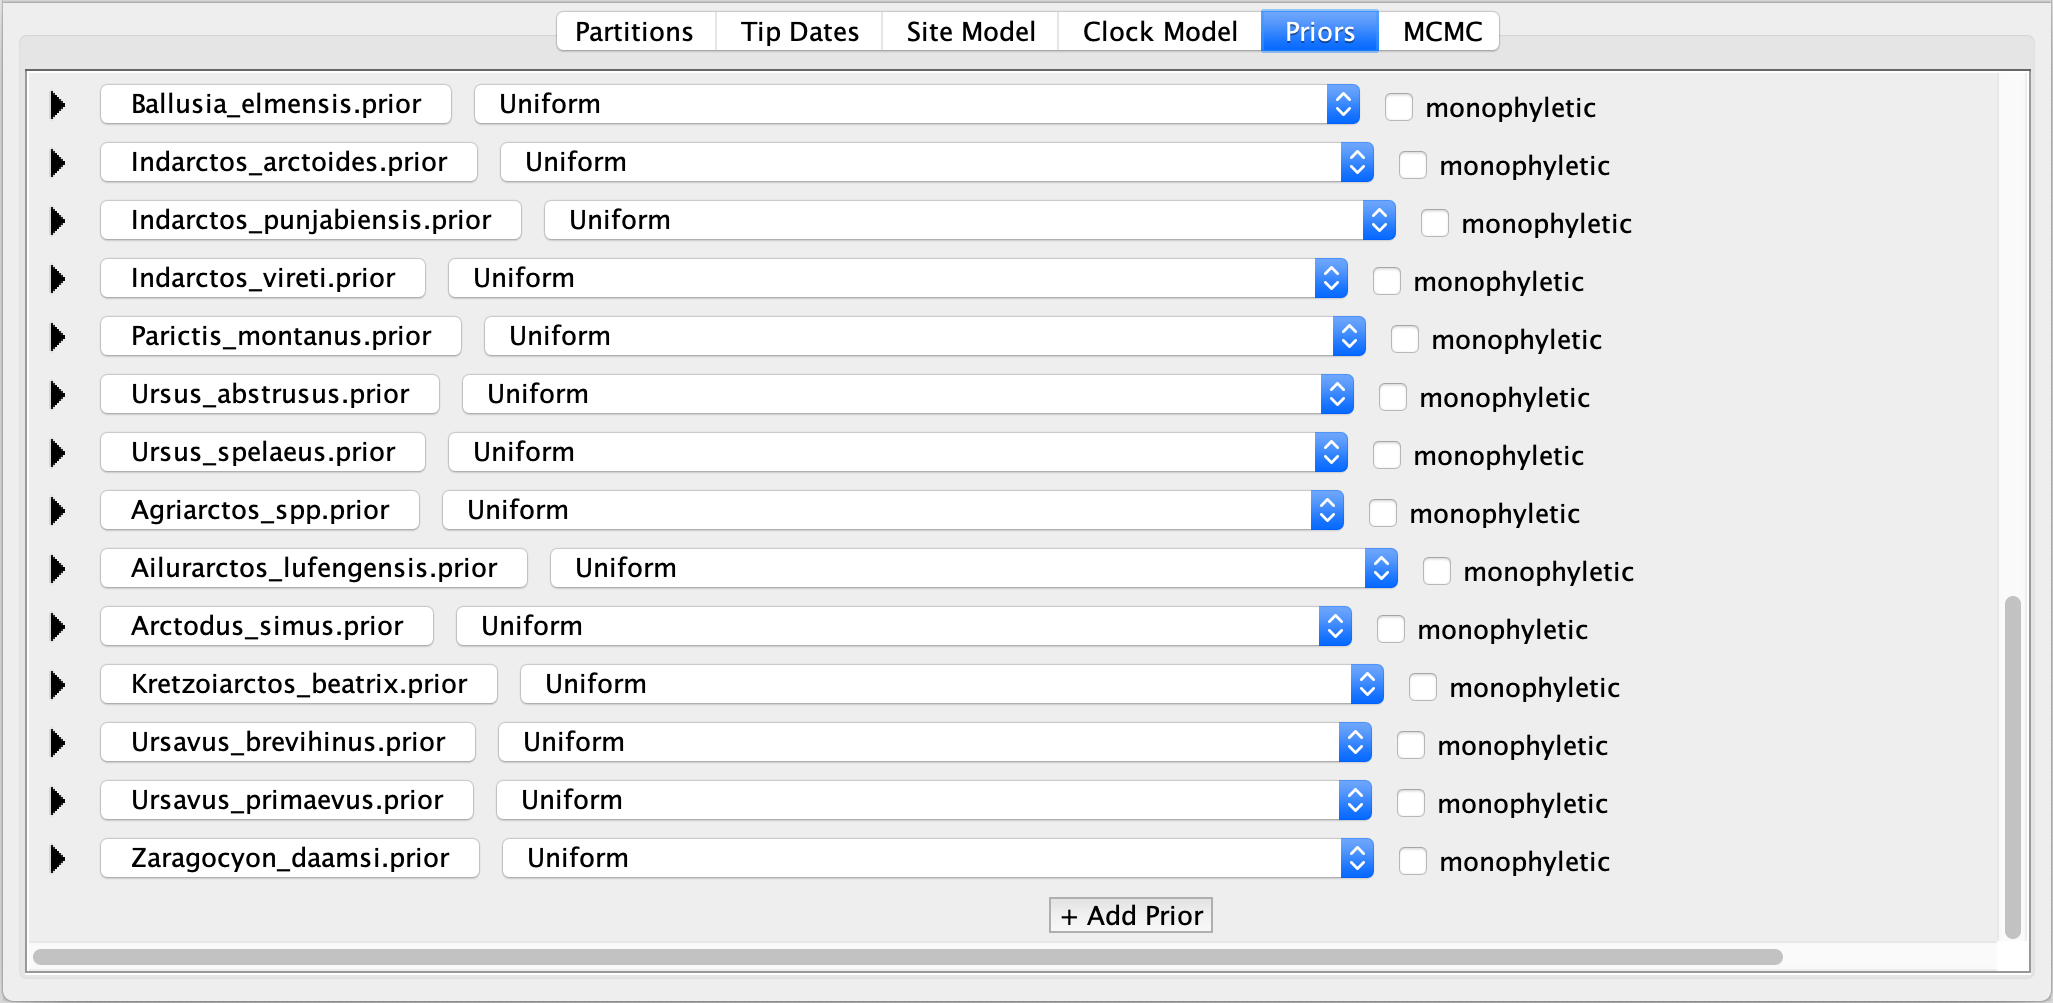 Partitions Tip Dates Site Model Clock Model Priors MCMC
Ballusia_elmensis.prior Uniform monophyletic
Indarctos_arctoides.prior Uniform monophyletic
Indarctos_punjabiensis.prior Uniform monophyletic
Indarctos_vireti.prior Uniform monophyletic
Parictis_montanus.prior Uniform monophyletic
Ursus_abstrusus.prior Uniform monophyletic
Ursus_spelaeus.prior Uniform monophyletic
Agriarctos_spp.prior Uniform monophyletic
Ailurarctos_lufengensis.prior Uniform monophyletic
Arctodus_simus.prior Uniform monophyletic
Kretzoiarctos_beatrix.prior Uniform monophyletic
Ursavus_brevihinus.prior Uniform monophyletic
Ursavus_primaevus.prior Uniform monophyletic
Zaragocyon_daamsi.prior Uniform monophyletic
+ Add Prior